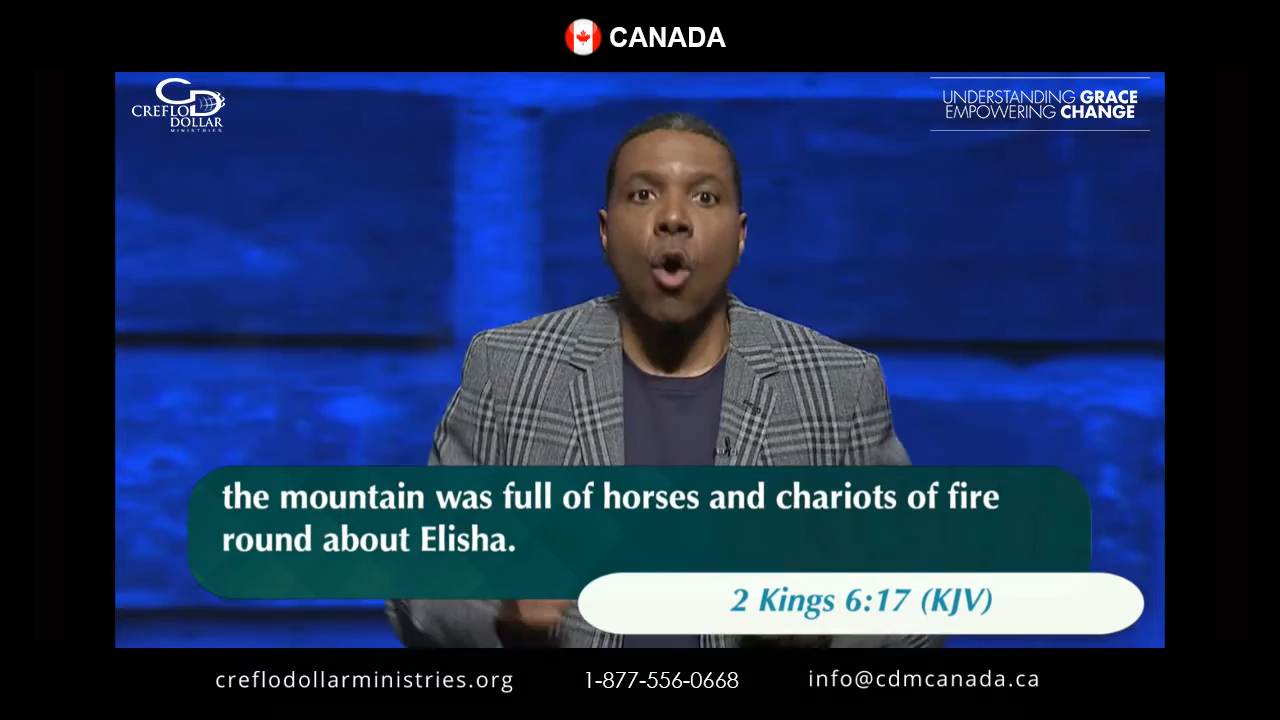 CANADA
CREFLO
DOLLAR
MINISTRIES
UNDERSTANDING GRACE
EMPOWERING CHANGE
the mountain was full of horses and chariots of fire
round about Elisha.
2 Kings 6:17 (KJV)
creflodollarministries.org 1-877-556-0668 info@cdmcanada.ca